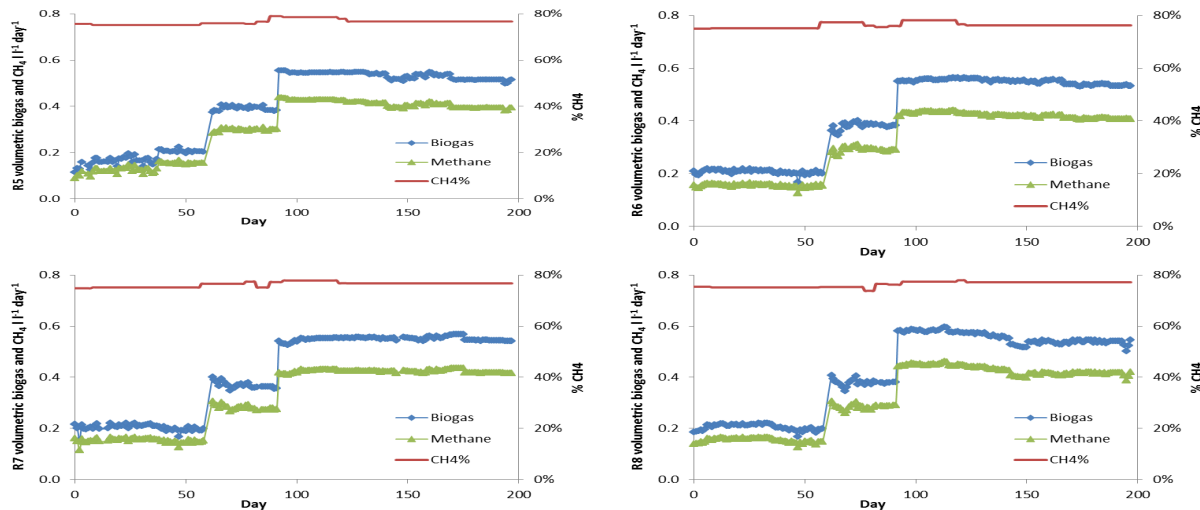 R5 volumetric biogas and CH4 l l-1 day-1
0.8
0.6
0.4
0.2
0.0
80%
60%
40%
20%
0%
% CH4
Biogas
Methane
CH4%
0
50
100
150
200
Day
R6 volumetric biogas and CH4 l l-1 day-1
0.8
0.6
0.4
0.2
0.0
80%
60%
40%
20%
0%
% CH4
Biogas
Methane
CH4%
0
50
100
150
200
Day
R7 volumetric biogas and CH4 l l-1 day-1
0.8
0.6
0.4
0.2
0.0
80%
60%
40%
20%
0%
% CH4
Biogas
Methane
CH4%
0
50
100
150
200
Day
R8 volumetric biogas and CH4 l l-1 day-1
0.8
0.6
0.4
0.2
0.0
80%
60%
40%
20%
0%
% CH4
Biogas
Methane
CH4%
0
50
100
150
200
Day